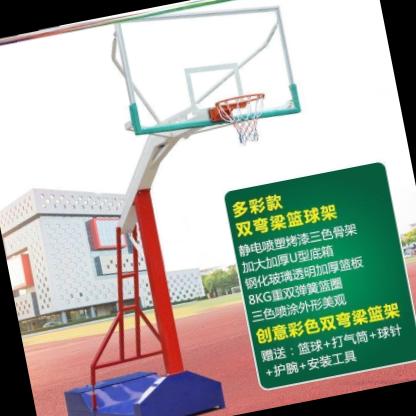 多彩款
双弯梁篮球架
静电喷塑烤漆三色骨架
加大加厚U型底箱
钢化玻璃透明加厚篮板
8KG重双弹簧篮圈
三色喷涂外形美观
创意彩色双弯梁篮架
赠送：篮球+打气筒+球针
+护腕+安装工具